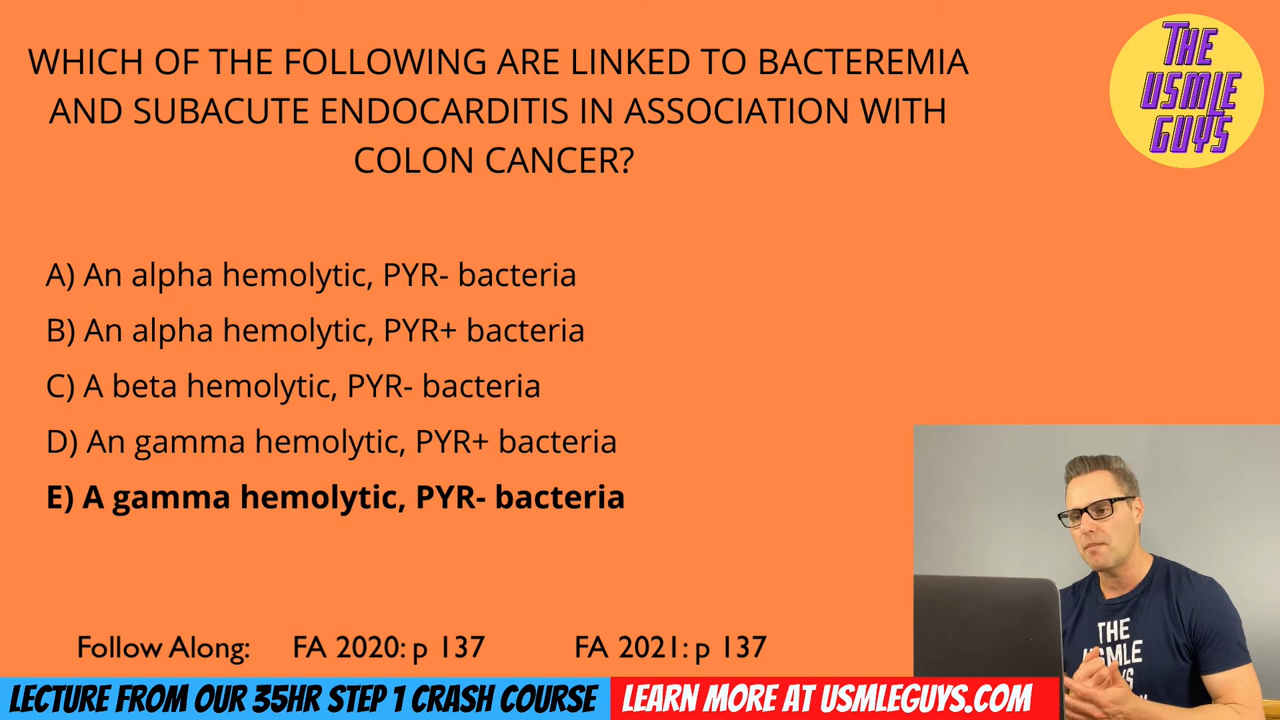 WHICH OF THE FOLLOWING ARE LINKED TO BACTEREMIA
AND SUBACUTE ENDOCARDITIS IN ASSOCIATION WITH
COLON CANCER?
THE
USMLE
GUYS
A) An alpha hemolytic, PYR- bacteria
B) An alpha hemolytic, PYR+ bacteria
C) A beta hemolytic, PYR- bacteria
D) An gamma hemolytic, PYR+ bacteria
E) A gamma hemolytic, PYR- bacteria
THE
USMLE
Follow Along: FA 2020: p 137 FA 2021: p 137
LECTURE FROM OUR 35HR STEP 1 CRASH COURSE LEARN MORE AT USMLEGUYS.COM